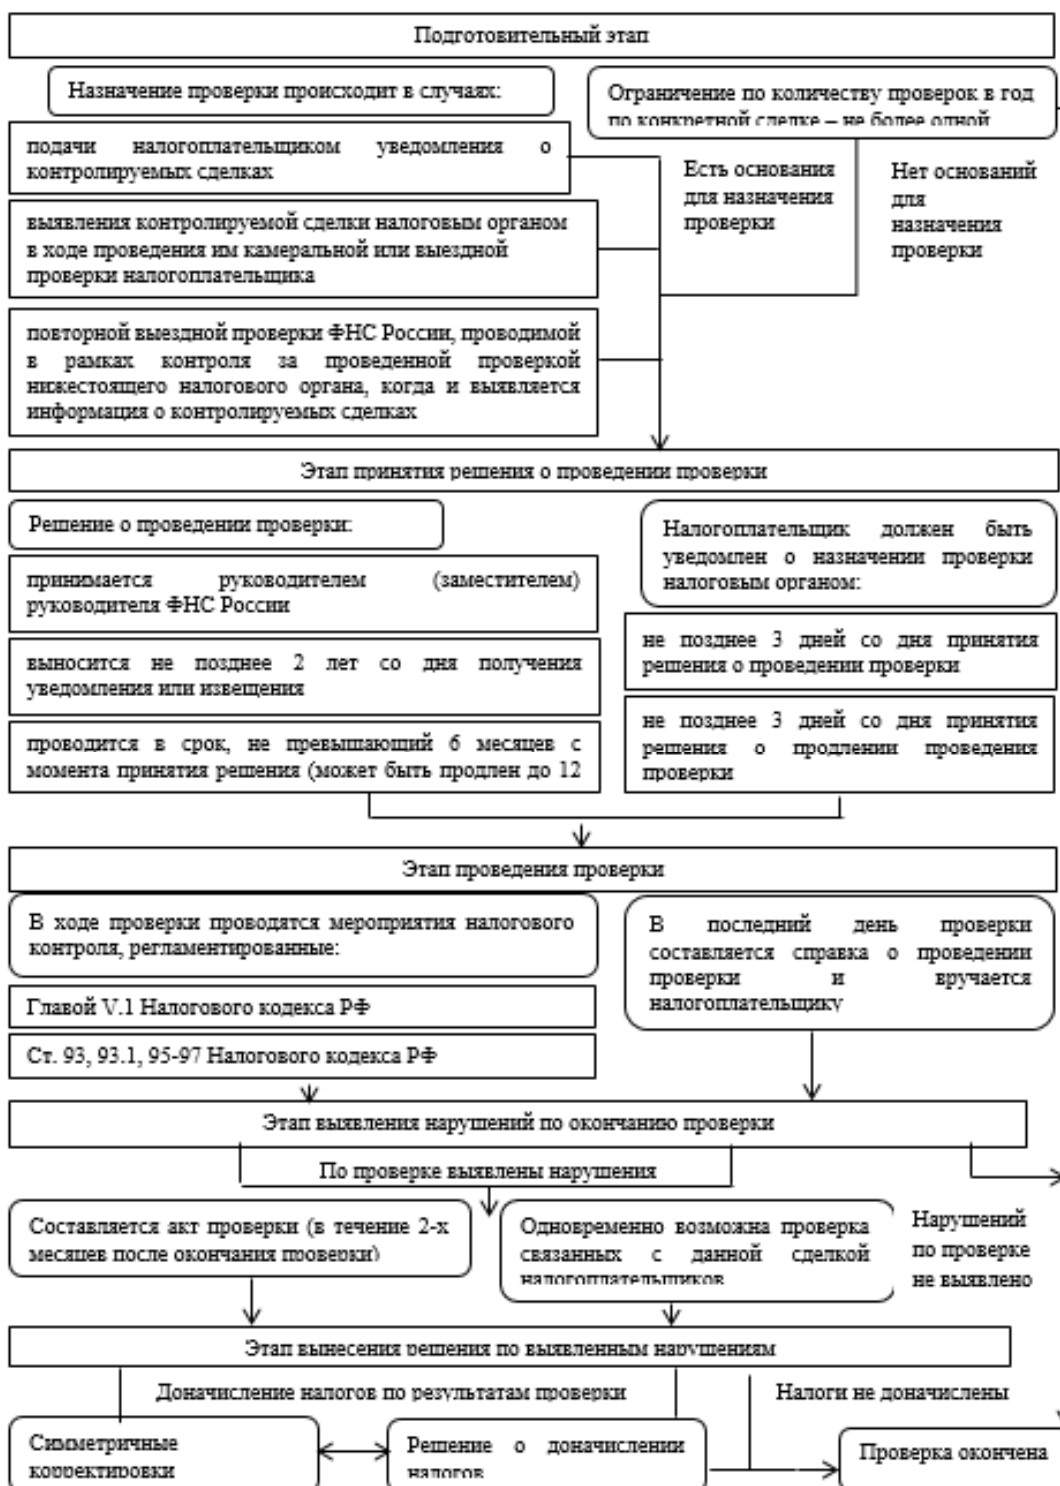 Подготовительный этап
Назначение проверки происходит в случаях:
Ограничение по количеству проверок в год
по конкретной сделке – не более одной
подачи налогоплательщиком уведомления о
контролируемых сделках
Есть основания
для назначения
проверки
Нет оснований
для
назначения
проверки
выявления контролируемой сделки налоговым органом
в ходе проведения им камеральной или выездной
проверки налогоплательщика
повторной выездной проверки ФНС России, проводимой
в рамках контроля за проведенной проверкой
нижестоящего налогового органа, когда и выявляется
информация о контролируемых сделках
Этап принятия решения о проведении проверки
Решение о проведении проверки:
принимается руководителем (заместителем)
руководителя ФНС России
выносится не позднее 2 лет со дня получения
уведомления или извещения
проводится в срок, не превышающий 6 месяцев с
момента принятия решения (может быть продлен до 12
Налогоплательщик должен быть
уведомлен о назначении проверки
налоговым органом:
не позднее 3 дней со дня принятия
решения о проведении проверки
не позднее 3 дней со дня принятия
решения о продлении проведения
проверки
Этап проведения проверки
В ходе проверки проводятся мероприятия налогового
контроля, регламентированные:
Главой V.1 Налогового кодекса РФ
Ст. 93, 93.1, 95-97 Налогового кодекса РФ
В последний день проверки
составляется справка о проведении
проверки и вручается
налогоплательщику
Этап выявления нарушений по окончанию проверки
По проверке выявлены нарушения
Составляется акт проверки (в течение 2-х
месяцев после окончания проверки)
Одновременно возможна проверка
связанных с данной сделкой
налогоплательщиков
Нарушений
по проверке
не выявлено
Этап вынесения решения по выявленным нарушениям
Доначисление налогов по результатам проверки
Налоги не доначислены
Симметричные
корректировки
Решение о доначислении
налогов
Проверка окончена